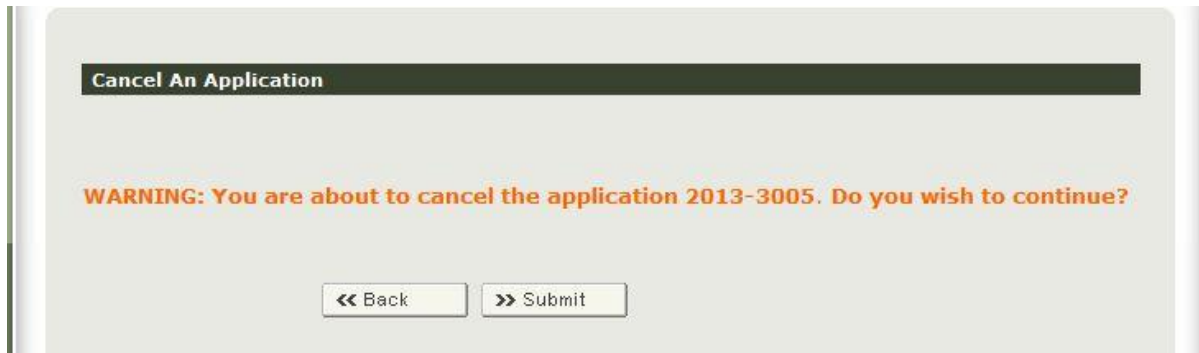 Cancel An Application
WARNING: You are about to cancel the application 2013-3005. Do you wish to continue?
<< Back >> Submit